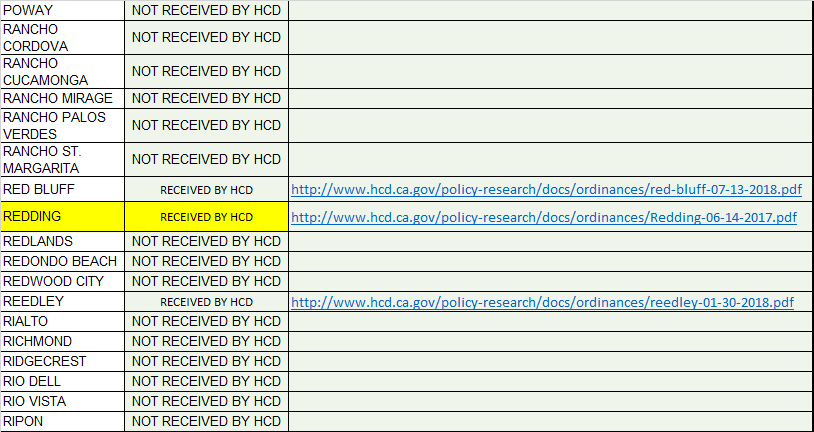 POWAY NOT RECEIVED BY HCD
RANCHO
CORDOVA NOT RECEIVED BY HCD
RANCHO
CUCAMONGA NOT RECEIVED BY HCD
RANCHO MIRAGE NOT RECEIVED BY HCD
RANCHO PALOS
VERDES NOT RECEIVED BY HCD
RANCHO ST.
MARGARITA NOT RECEIVED BY HCD
RED BLUFF RECEIVED BY HCD http://www.hcd.ca.gov/policy-research/docs/ordinances/red-bluff-07-13-2018.pdf
REDDING RECEIVED BY HCD http://www.hcd.ca.gov/policy-research/docs/ordinances/Redding-06-14-2017.pdf
REDLANDS NOT RECEIVED BY HCD
REDONDO BEACH NOT RECEIVED BY HCD
REDWOOD CITY NOT RECEIVED BY HCD
REEDLEY RECEIVED BY HCD http://www.hcd.ca.gov/policy-research/docs/ordinances/reedley-01-30-2018.pdf
RIALTO NOT RECEIVED BY HCD
RICHMOND NOT RECEIVED BY HCD
RIDGECREST NOT RECEIVED BY HCD
RIO DELL NOT RECEIVED BY HCD
RIO VISTA NOT RECEIVED BY HCD
RIPON NOT RECEIVED BY HCD